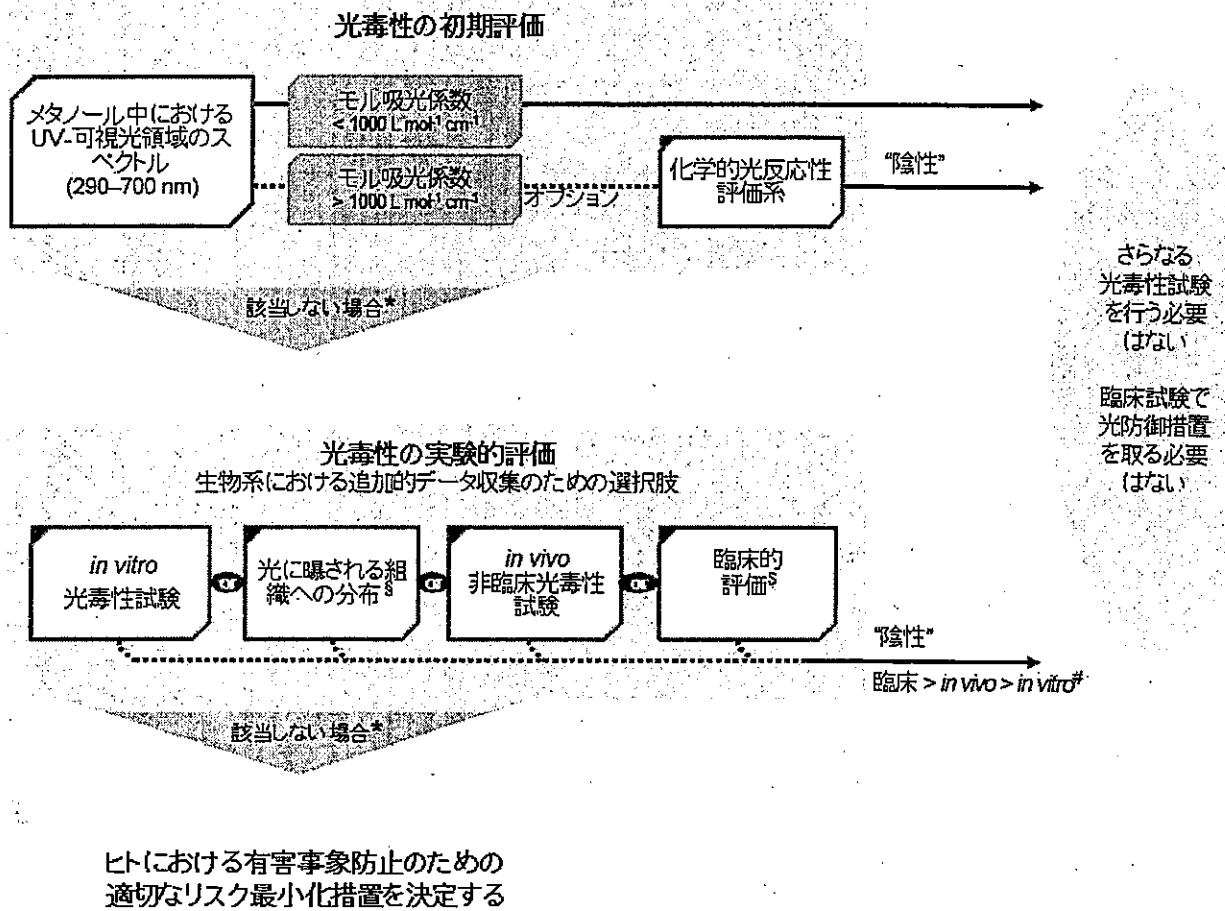 光毒性の初期評価
メタノール中における
UV-可視光領域のス
ペクトル
(290–700 nm)
モル吸光係数
< 1000 L mol⁻¹ cm⁻¹
モル吸光係数
> 1000 L mol⁻¹ cm⁻¹
オプション
化学的光反応性
評価系
“陰性”
該当しない場合*
さらなる
光毒性試験
を行う必要
はない
臨床試験で
光防御措置
を取る必要
はない
光毒性の実験的評価
生物系における追加的データ収集のための選択肢
in vitro
光毒性試験
光に曝される組
織への分布§
in vivo
非臨床光毒性
試験
臨床的
評価$
“陰性”
臨床 > in vivo > in vitro#
該当しない場合*
ヒトにおける有害事象防止のための
適切なリスク最小化措置を決定する